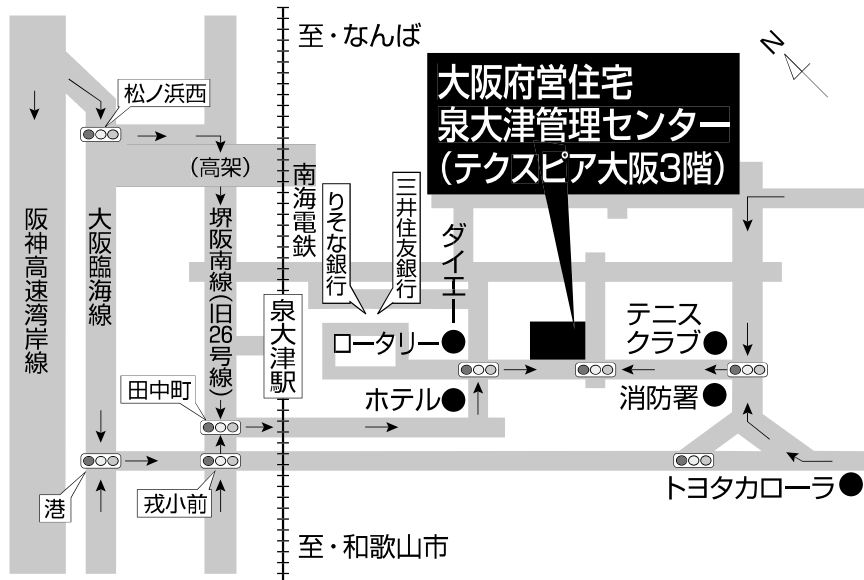 至・なんば
N
大阪府営住宅
泉大津管理センター
（テクスピア大阪3階）
松ノ浜西
（高架）
南海電鉄
りそな銀行
三井住友銀行
ダイエー
阪神高速湾岸線
大阪臨海線
堺阪南線（旧26号線）
泉大津駅
ロータリー
テニス
クラブ
田中町
ホテル
消防署
港
戎小前
トヨタカローラ
至・和歌山市